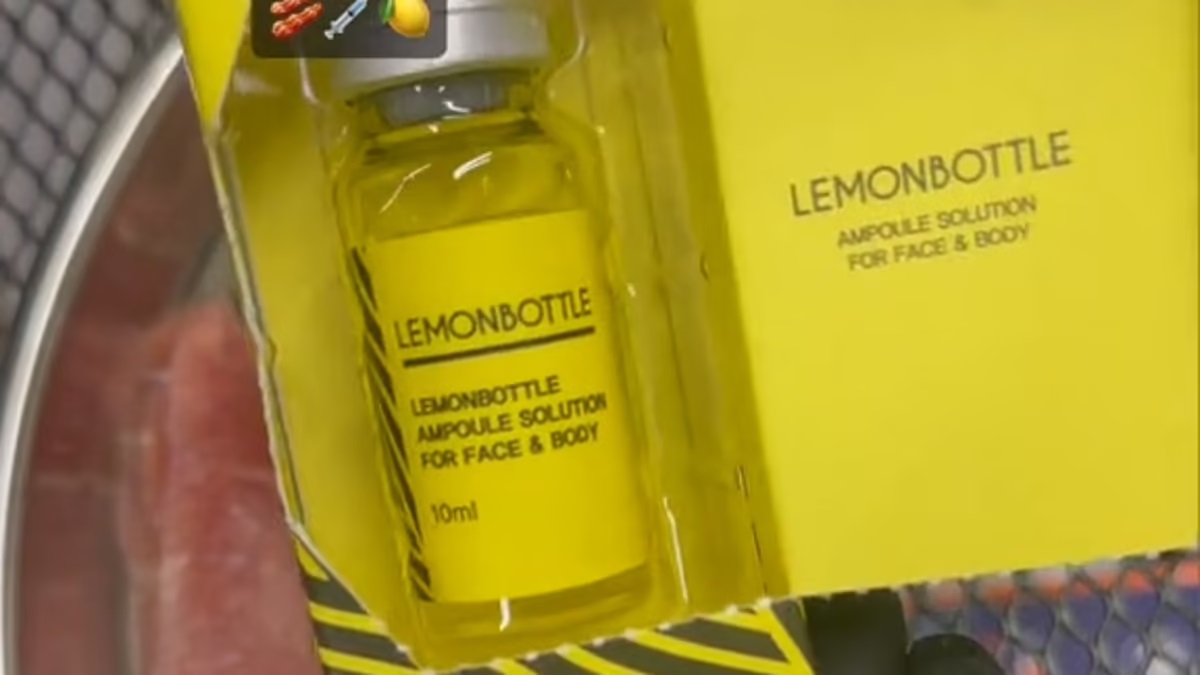 LEMONBOTTLE
LEMONBOTTLE
AMPOULE SOLUTION
FOR FACE & BODY
10ml
LEMONBOTTLE
AMPOULE SOLUTION
FOR FACE & BODY